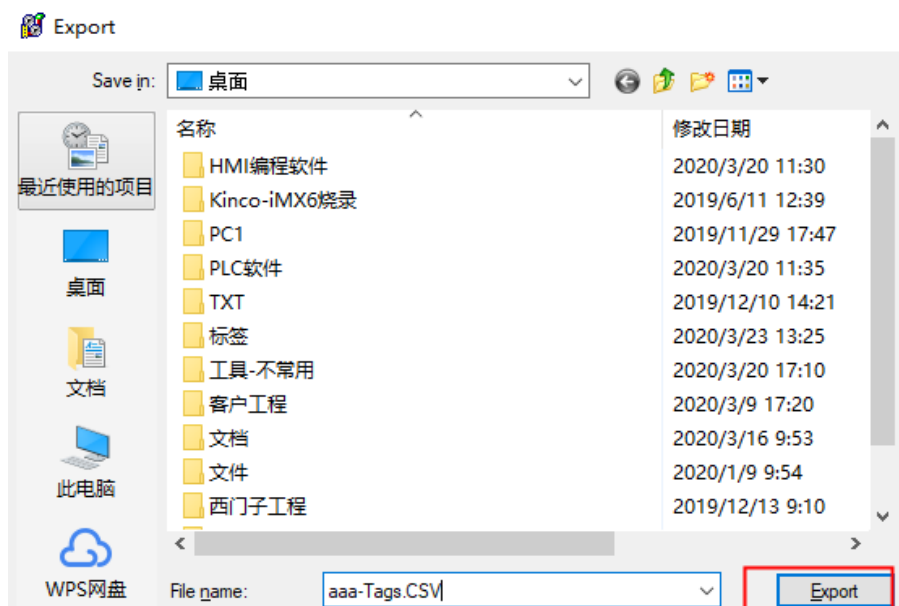 Export
Save in: 桌面
名称 修改日期
HMI编程软件 2020/3/20 11:30
最近使用的项目
Kinco-iMX6烧录 2019/6/11 12:39
PC1 2019/11/29 17:47
PLC软件 2020/3/20 11:35
桌面
TXT 2019/12/10 14:21
标签 2020/3/23 13:25
工具-不常用 2020/3/20 17:10
文档
客户工程 2020/3/9 17:20
文档 2020/3/16 9:53
文件 2020/1/9 9:54
此电脑
西门子工程 2019/12/13 9:10
WPS网盘
File name: aaa-Tags.CSV Export